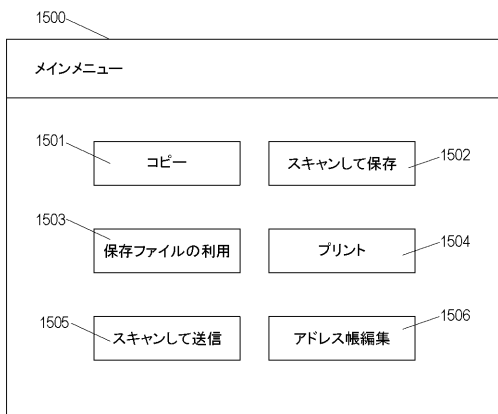 1500
メインメニュー
1501
コピー
スキャンして保存
1502
1503
保存ファイルの利用
プリント
1504
1505
スキャンして送信
アドレス帳編集
1506